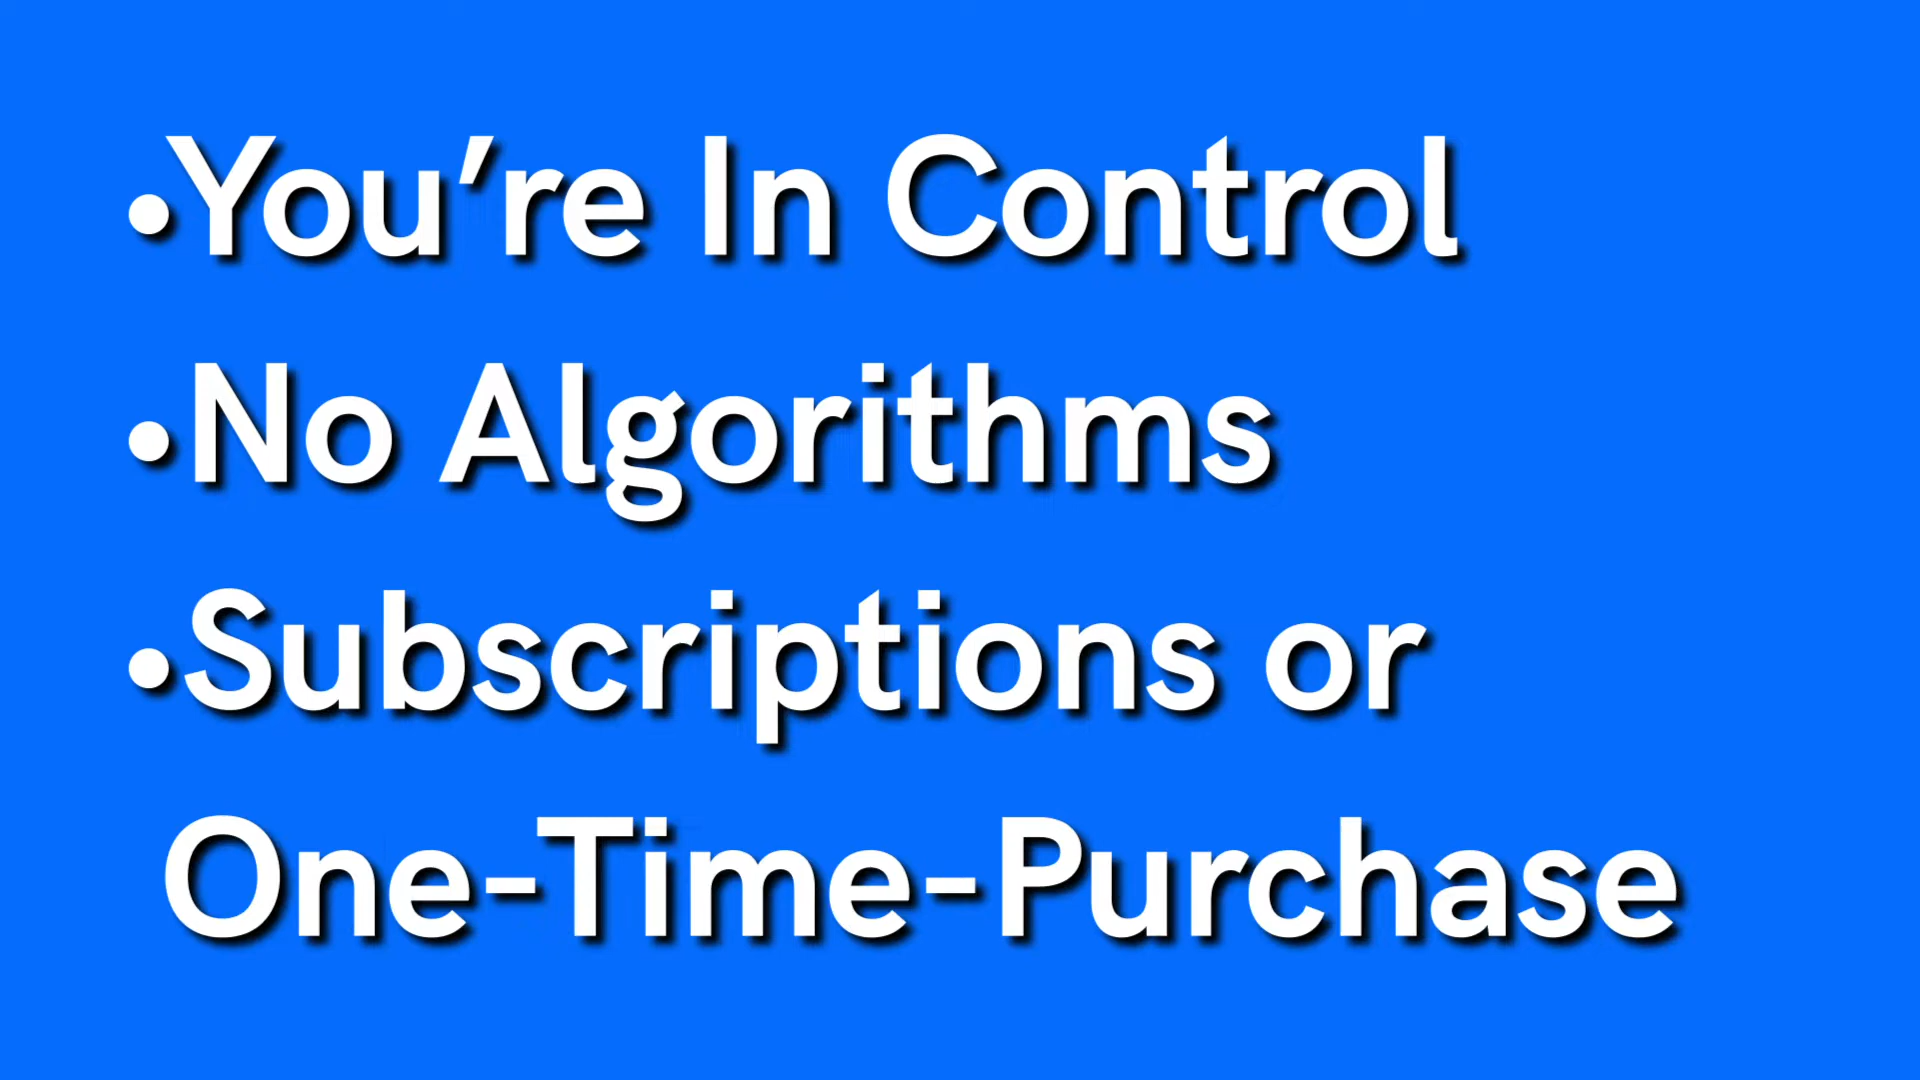 •You’re In Control
•No Algorithms
•Subscriptions or
One-Time-Purchase